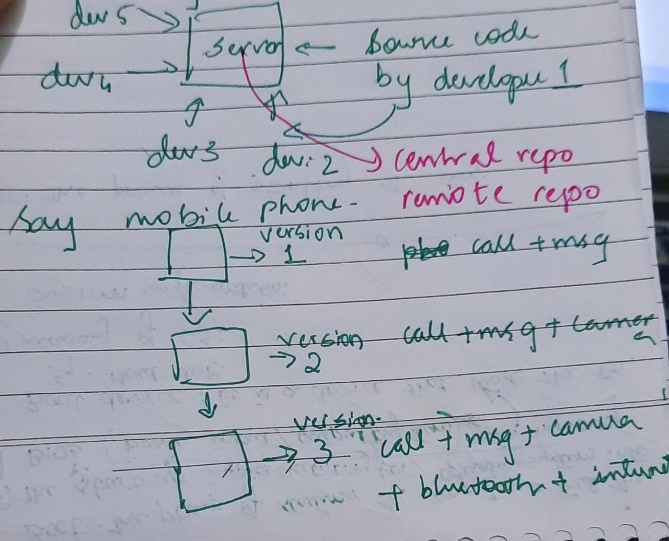 dev 5
server
source code
dev 4
by developer 1
dev 3
dev. 2
central repo
remote repo
say mobile phone -
version
1
call + msg
version
2
call + msg + camera
version.
3
call + msg + camera
+ bluetooth + internet